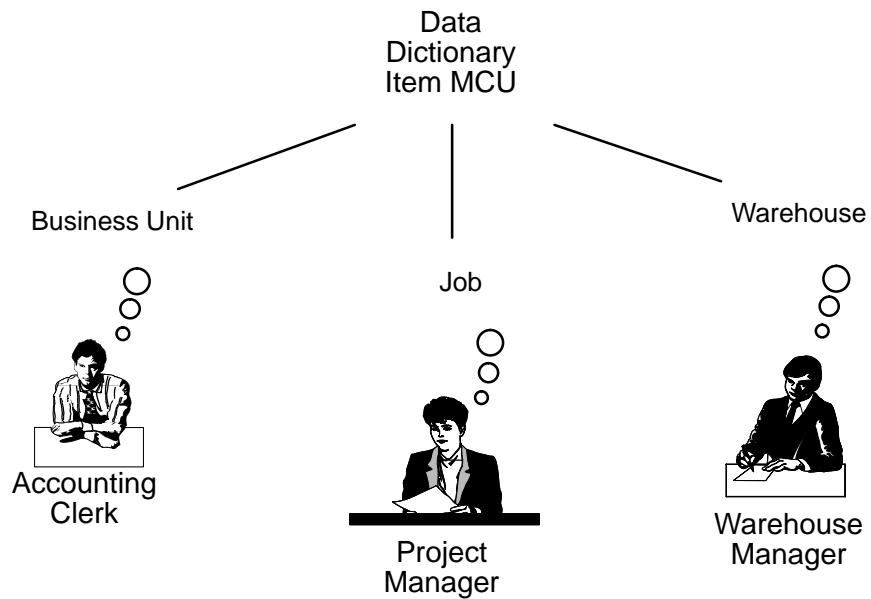 Data
Dictionary
Item MCU
Business Unit
Warehouse
Job
Accounting
Clerk
Project
Manager
Warehouse
Manager